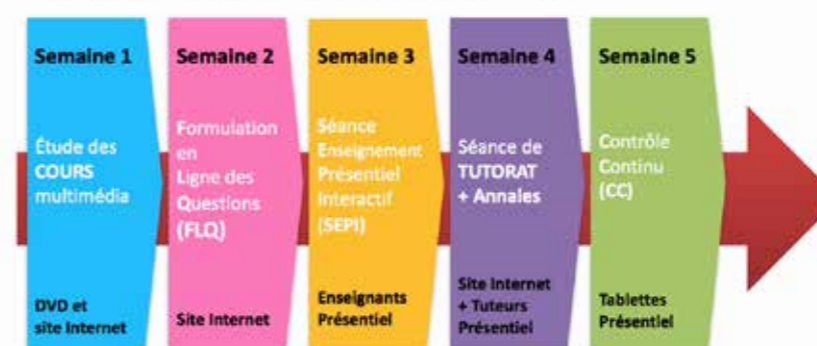 Semaine 1
Étude des
COURS
multimédia
DVD et
site Internet
Semaine 2
Formulation
en
Ligne des
Questions
(FLQ)
Site Internet
Semaine 3
Séance
Enseignement
Présentiel
Interactif
(SEPI)
Enseignants
Présentiel
Semaine 4
Séance de
TUTORAT
+ Annales
Site Internet
+ Tuteurs
Présentiel
Semaine 5
Contrôle
Continu
(CC)
Tablettes
Présentiel